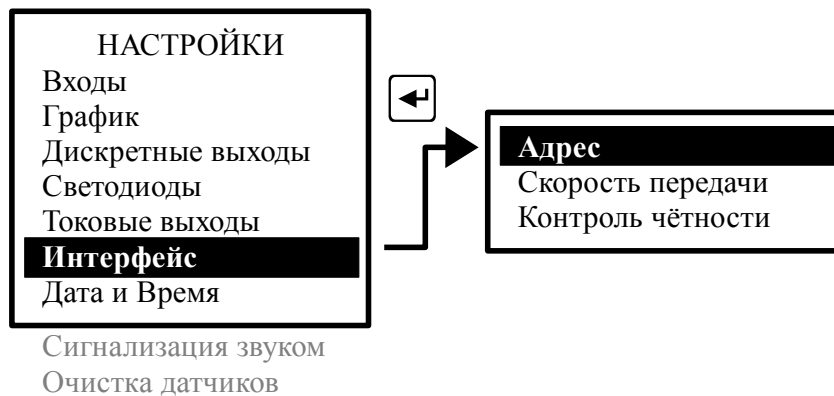 НАСТРОЙКИ
Входы
График
Дискретные выходы
Светодиоды
Токовые выходы
Интерфейс
Дата и Время
Сигнализация звуком
Очистка датчиков
Адрес
Скорость передачи
Контроль чётности